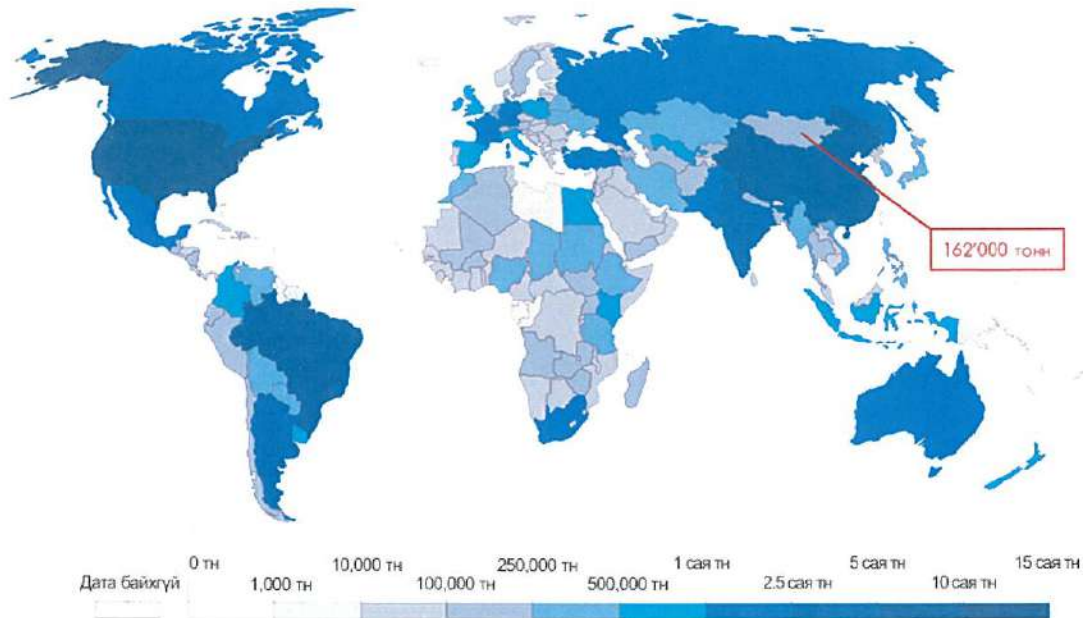 162'000 тонн
0 тн 10,000 тн 250,000 тн 1 сая тн 5 сая тн 15 сая тн
Дата байхгүй 1,000 тн 100,000 тн 500,000 тн 2.5 сая тн 10 сая тн